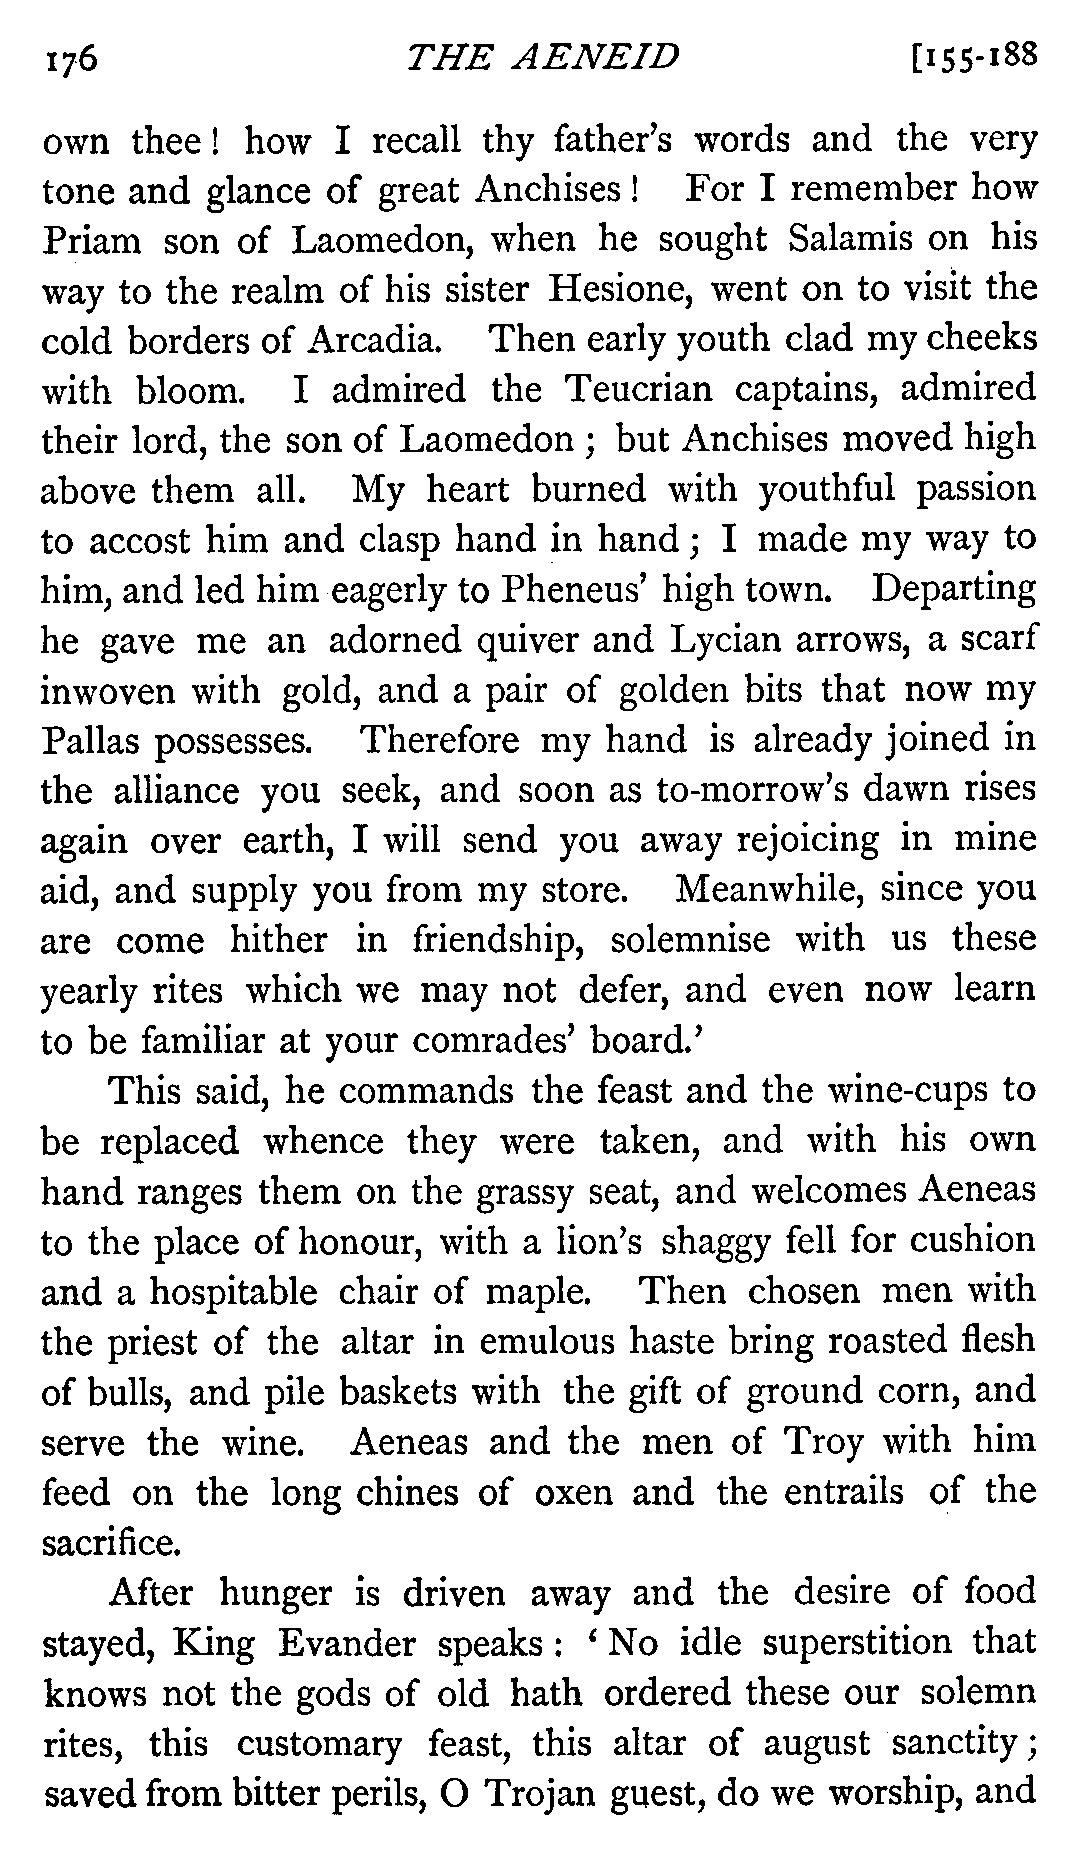 176 THE AENEID [155-188
own thee! how I recall thy father's words and the very
tone and glance of great Anchises! For I remember how
Priam son of Laomedon, when he sought Salamis on his
way to the realm of his sister Hesione, went on to visit the
cold borders of Arcadia. Then early youth clad my cheeks
with bloom. I admired the Teucrian captains, admired
their lord, the son of Laomedon; but Anchises moved high
above them all. My heart burned with youthful passion
to accost him and clasp hand in hand; I made my way to
him, and led him eagerly to Pheneus' high town. Departing
he gave me an adorned quiver and Lycian arrows, a scarf
inwoven with gold, and a pair of golden bits that now my
Pallas possesses. Therefore my hand is already joined in
the alliance you seek, and soon as to-morrow's dawn rises
again over earth, I will send you away rejoicing in mine
aid, and supply you from my store. Meanwhile, since you
are come hither in friendship, solemnise with us these
yearly rites which we may not defer, and even now learn
to be familiar at your comrades' board.'
This said, he commands the feast and the wine-cups to
be replaced whence they were taken, and with his own
hand ranges them on the grassy seat, and welcomes Aeneas
to the place of honour, with a lion's shaggy fell for cushion
and a hospitable chair of maple. Then chosen men with
the priest of the altar in emulous haste bring roasted flesh
of bulls, and pile baskets with the gift of ground corn, and
serve the wine. Aeneas and the men of Troy with him
feed on the long chines of oxen and the entrails of the
sacrifice.
After hunger is driven away and the desire of food
stayed, King Evander speaks: 'No idle superstition that
knows not the gods of old hath ordered these our solemn
rites, this customary feast, this altar of august sanctity;
saved from bitter perils, O Trojan guest, do we worship, and